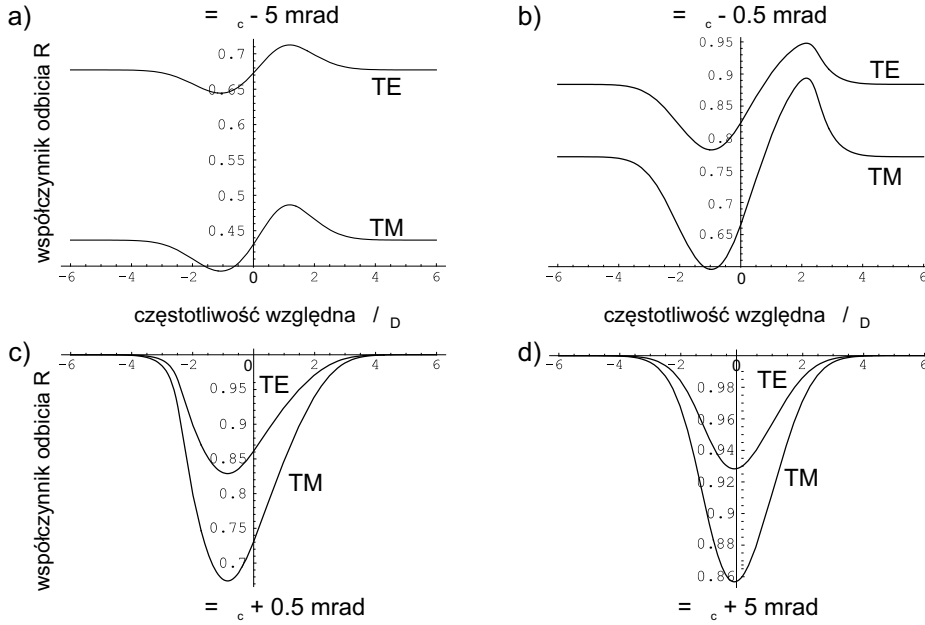 a)
= c - 5 mrad
b)
= c - 0.5 mrad
współczynnik odbicia R
0.7
0.65
0.6
0.55
0.5
0.45
TE
TM
-6 -4 -2 0 2 4 6
0.95
0.9
0.85
0.8
0.75
0.7
0.65
TE
TM
-6 -4 -2 0 2 4 6
częstotliwość względna / D
częstotliwość względna / D
c)
d)
współczynnik odbicia R
-6 -4 -2 0 2 4 6
0.95
0.9
0.85
0.8
0.75
0.7
TE
TM
= c + 0.5 mrad
-6 -4 -2 0 2 4 6
0.98
0.96
0.94
0.92
0.9
0.88
0.86
TE
TM
= c + 5 mrad